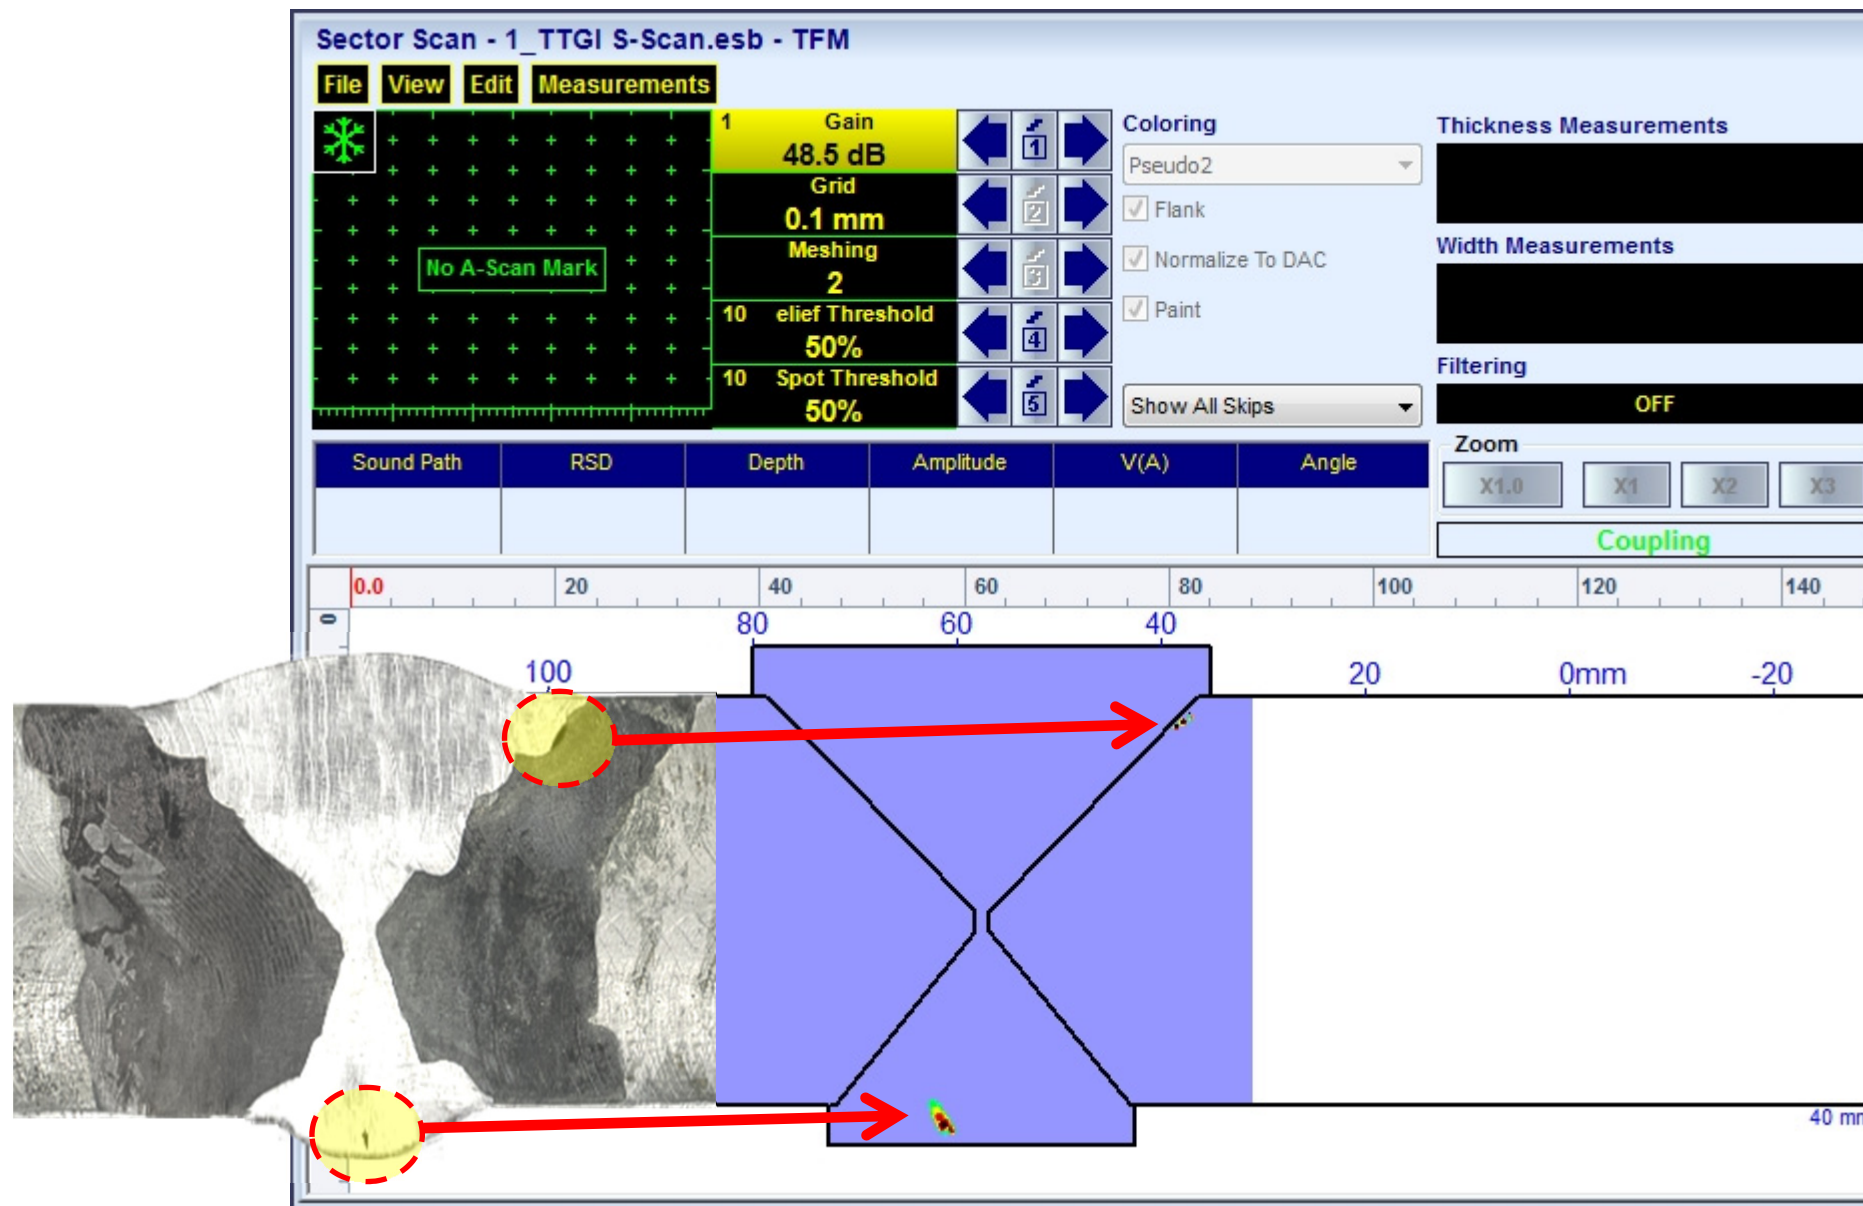 Sector Scan - 1_TTGI S-Scan.esb - TFM
File View Edit Measurements
1 Gain
48.5 dB
1
Grid
0.1 mm
2
Meshing
2
3
10 elief Threshold
50%
4
10 Spot Threshold
50%
5
No A-Scan Mark
Coloring
Pseudo2
Flank
Normalize To DAC
Paint
Show All Skips
Thickness Measurements
Width Measurements
Filtering
OFF
Zoom
X1.0 X1 X2 X3
Coupling
Sound Path RSD Depth Amplitude V(A) Angle
0.0 20 40 60 80 100 120 140
0
80 60 40
100 20 0mm -20
40 mm